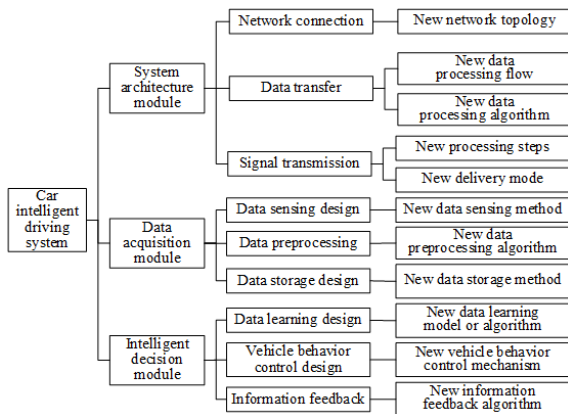 Car
intelligent
driving
system
System
architecture
module
Network connection
New network topology
Data transfer
New data
processing flow
New data
processing algorithm
Signal transmission
New processing steps
New delivery mode
Data
acquisition
module
Data sensing design
New data sensing method
Data preprocessing
New data
preprocessing algorithm
Data storage design
New data storage method
Intelligent
decision
module
Data learning design
New data learning
model or algorithm
Vehicle behavior
control design
New vehicle behavior
control mechanism
Information feedback
New information
feedback algorithm